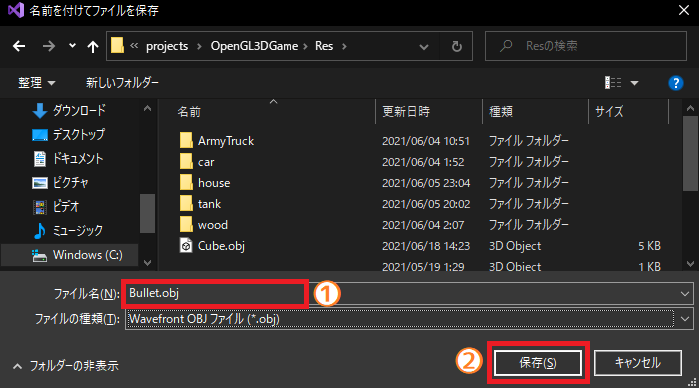 名前を付けてファイルを保存
« projects > OpenGL3DGame > Res >
Resの検索
整理 新しいフォルダー
ダウンロード
デスクトップ
ドキュメント
ピクチャ
ビデオ
ミュージック
Windows (C:)
名前 更新日時 種類 サイズ
ArmyTruck 2021/06/04 10:51 ファイル フォルダー
car 2021/06/04 1:52 ファイル フォルダー
house 2021/06/05 23:04 ファイル フォルダー
tank 2021/06/05 20:02 ファイル フォルダー
wood 2021/06/04 2:07 ファイル フォルダー
Cube.obj 2021/06/18 14:23 3D Object 5 KB
2021/05/19 1:29 3D Object 1 KB
ファイル名(N): Bullet.obj ①
ファイルの種類(T): Wavefront OBJ ファイル (*.obj)
フォルダーの非表示 ② 保存(S) キャンセル